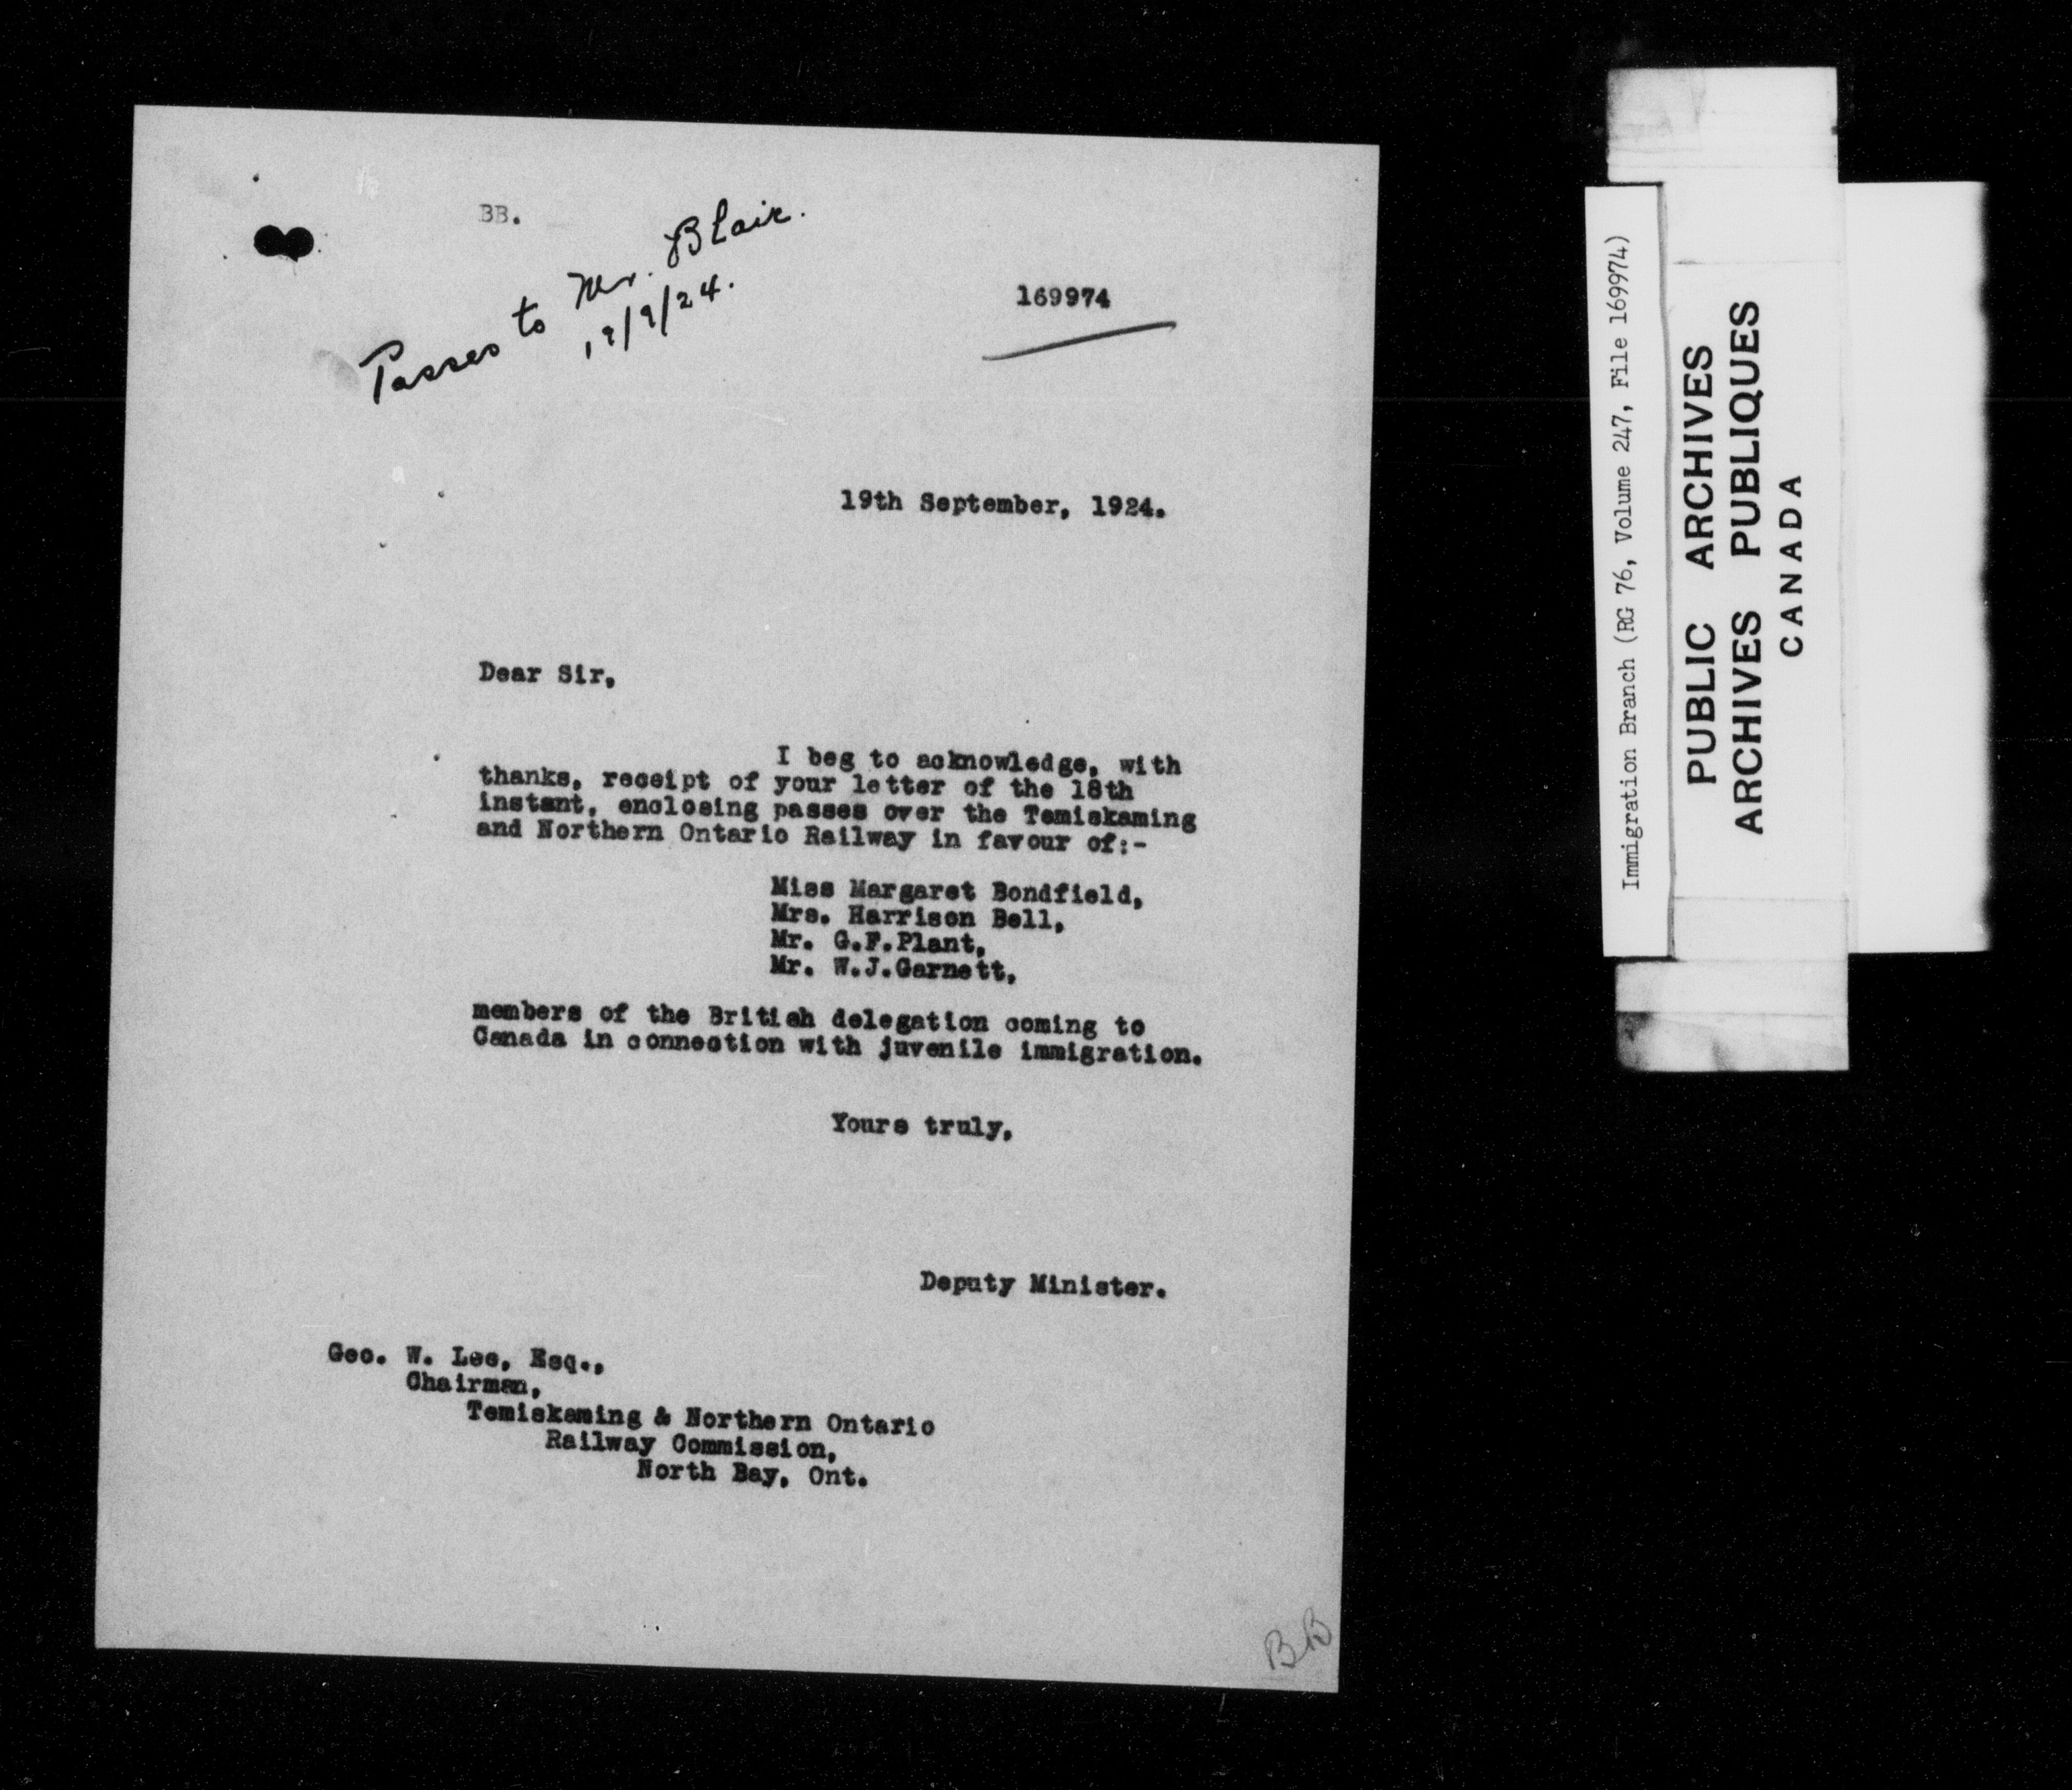 BB.
Passes to Mr. Blair.
19/9/24.
169974
19th September, 1924.
Dear Sir,
I beg to acknowledge, with
thanks, receipt of your letter of the 18th
instant, enclosing passes over the Temiskaming
and Northern Ontario Railway in favour of:-
Miss Margaret Bondfield,
Mrs. Harrison Bell,
Mr. G.F.Plant,
Mr. W.J.Garnett,
members of the British delegation coming to
Canada in connection with juvenile immigration.
Yours truly,
Deputy Minister.
Geo. W. Lee, Esq.,
Chairman,
Temiskaming & Northern Ontario
Railway Commission,
North Bay, Ont.
BB
Immigration Branch (RG 76, Volume 247, File 169974)
PUBLIC ARCHIVES
ARCHIVES PUBLIQUES
CANADA